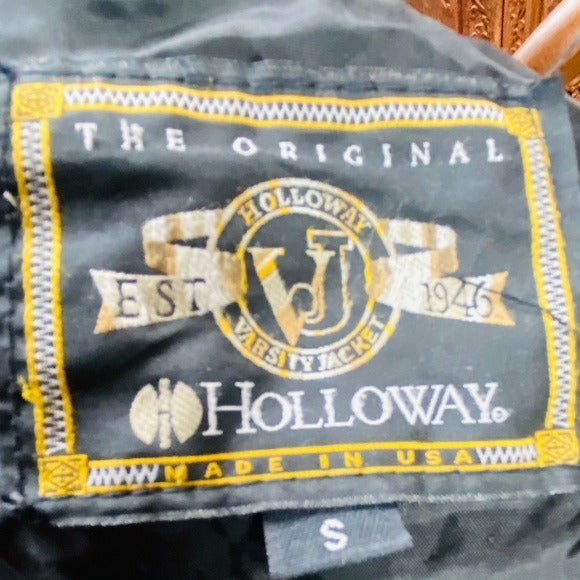 THE ORIGINAL
HOLLOWAY
VJ
EST 1946
VARSITY JACKET
HOLLOWAY®
MADE IN USA
S